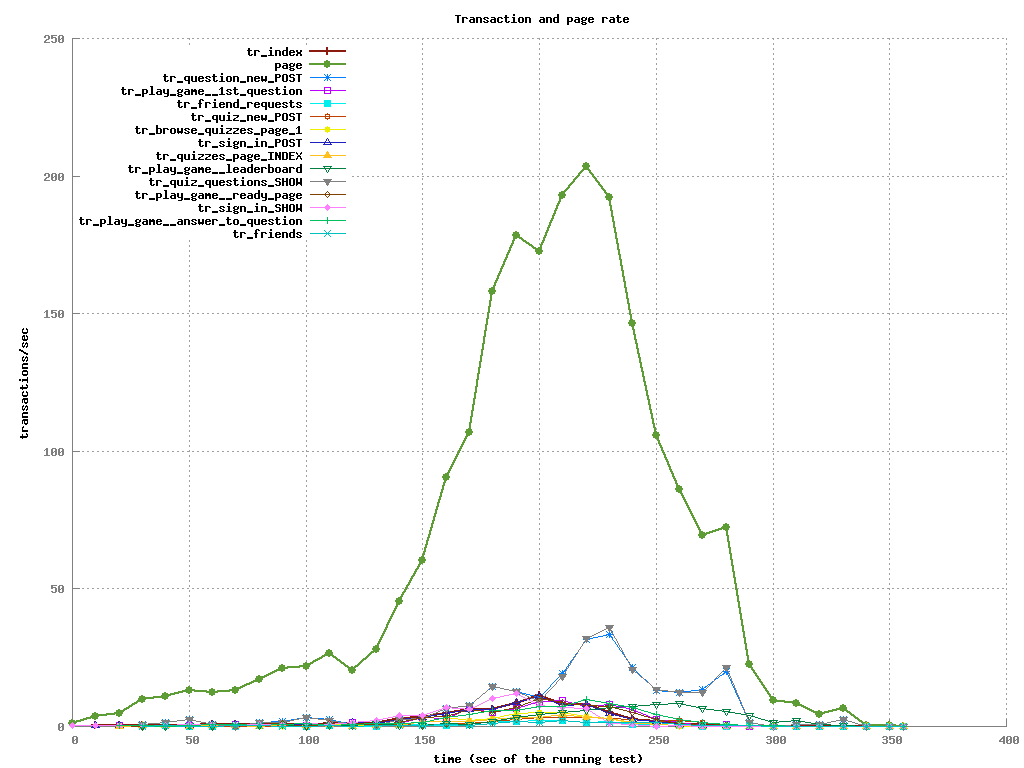 Transaction and page rate
250
200
150
100
50
0
transactions/sec
tr_index
page
tr_question_new_POST
tr_play_game__1st_question
tr_friend_requests
tr_quiz_new_POST
tr_browse_quizzes_page_1
tr_sign_in_POST
tr_quizzes_page_INDEX
tr_play_game__leaderboard
tr_quiz_questions_SHOW
tr_play_game__ready_page
tr_sign_in_SHOW
tr_play_game__answer_to_question
tr_friends
0 50 100 150 200 250 300 350 400
time (sec of the running test)